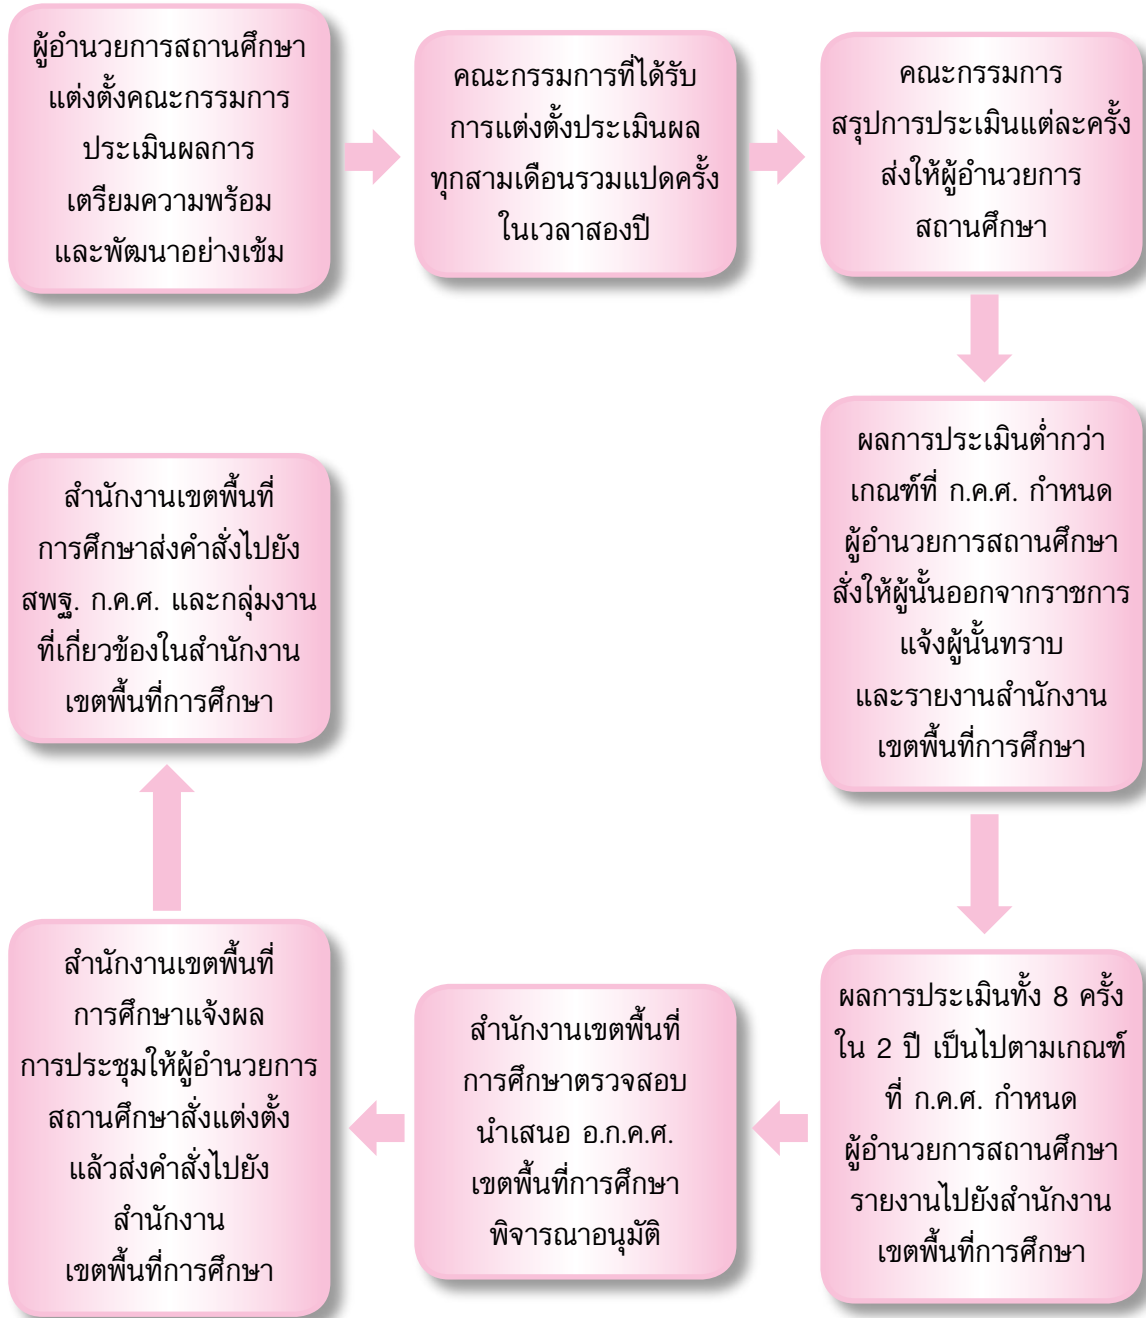 ผู้อำนวยการสถานศึกษา
แต่งตั้งคณะกรรมการ
ประเมินผลการ
เตรียมความพร้อม
และพัฒนาอย่างเข้ม
คณะกรรมการที่ได้รับ
การแต่งตั้งประเมินผล
ทุกสามเดือนรวมแปดครั้ง
ในเวลาสองปี
คณะกรรมการ
สรุปการประเมินแต่ละครั้ง
ส่งให้ผู้อำนวยการ
สถานศึกษา
ผลการประเมินต่ำกว่า
เกณฑ์ที่ ก.ค.ศ. กำหนด
ผู้อำนวยการสถานศึกษา
สั่งให้ผู้นั้นออกจากราชการ
แจ้งผู้นั้นทราบ
และรายงานสำนักงาน
เขตพื้นที่การศึกษา
ผลการประเมินทั้ง 8 ครั้ง
ใน 2 ปี เป็นไปตามเกณฑ์
ที่ ก.ค.ศ. กำหนด
ผู้อำนวยการสถานศึกษา
รายงานไปยังสำนักงาน
เขตพื้นที่การศึกษา
สำนักงานเขตพื้นที่
การศึกษาตรวจสอบ
นำเสนอ อ.ก.ค.ศ.
เขตพื้นที่การศึกษา
พิจารณาอนุมัติ
สำนักงานเขตพื้นที่
การศึกษาแจ้งผล
การประชุมให้ผู้อำนวยการ
สถานศึกษาสั่งแต่งตั้ง
แล้วส่งคำสั่งไปยัง
สำนักงาน
เขตพื้นที่การศึกษา
สำนักงานเขตพื้นที่
การศึกษาส่งคำสั่งไปยัง
สพฐ. ก.ค.ศ. และกลุ่มงาน
ที่เกี่ยวข้องในสำนักงาน
เขตพื้นที่การศึกษา